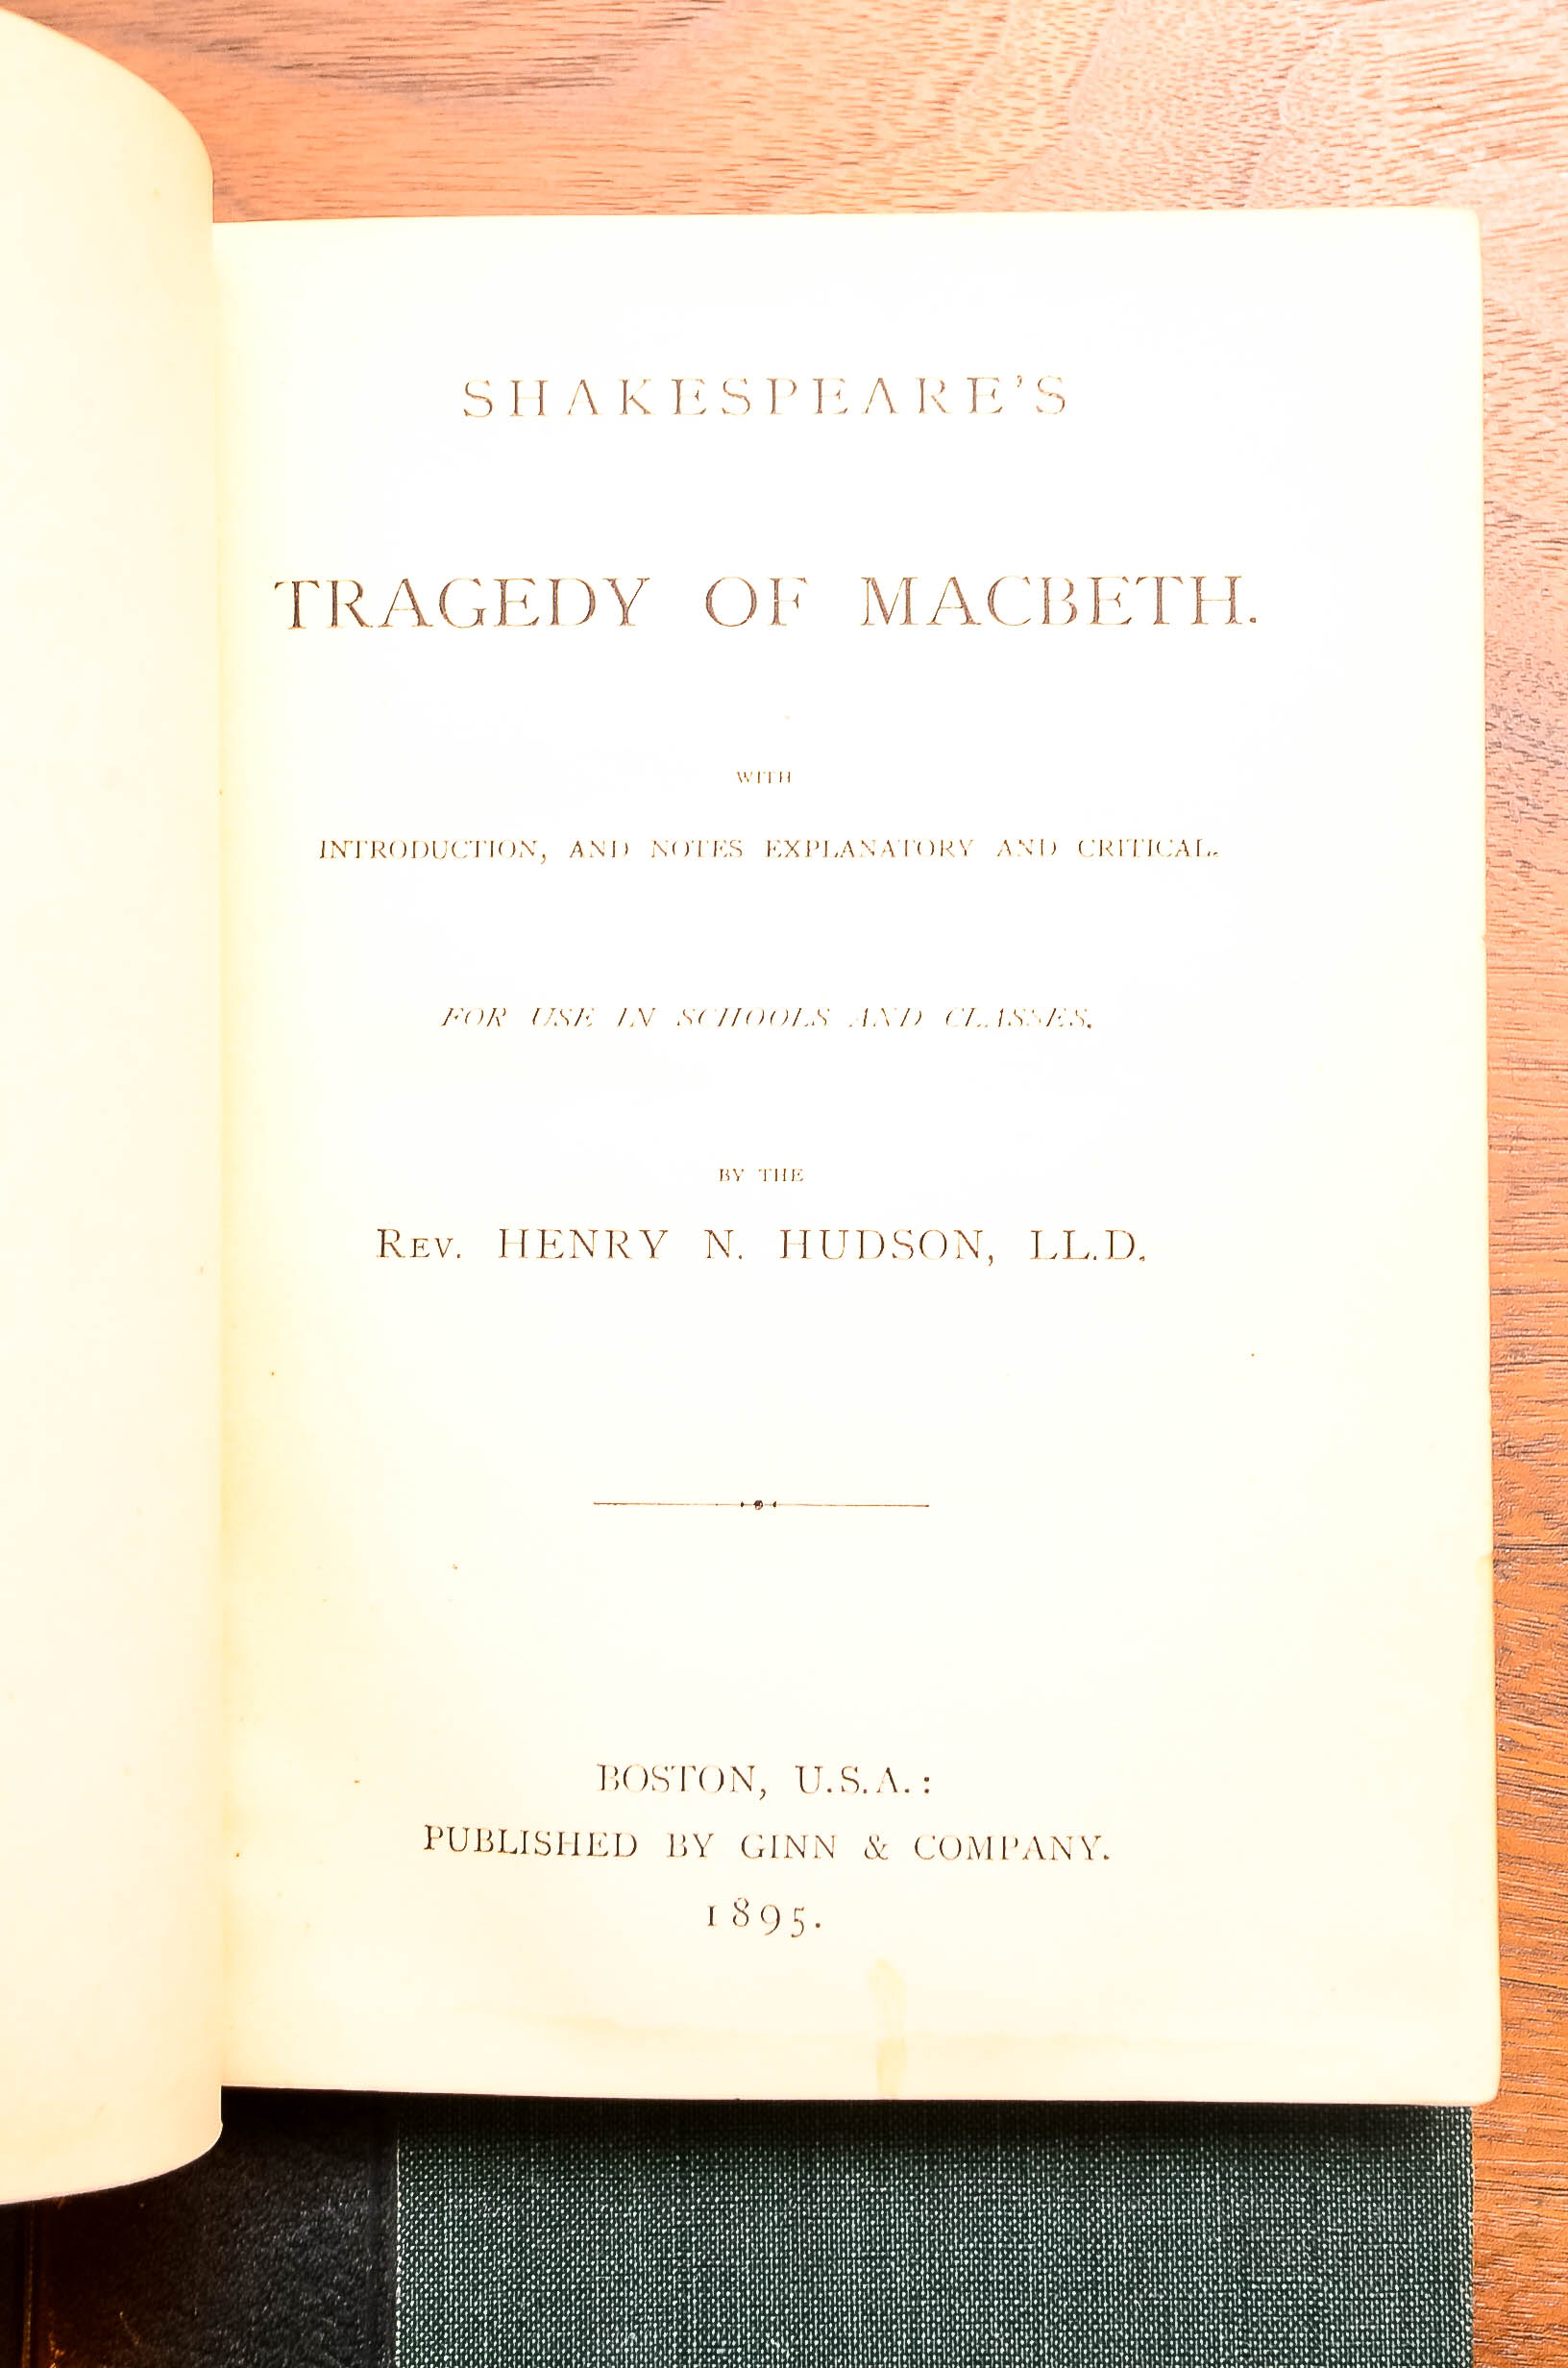 SHAKESPEARE'S
TRAGEDY OF MACBETH.
WITH
INTRODUCTION, AND NOTES EXPLANATORY AND CRITICAL.
FOR USE IN SCHOOLS AND CLASSES.
BY THE
REV. HENRY N. HUDSON, LL.D.
BOSTON, U.S.A.:
PUBLISHED BY GINN & COMPANY.
1895.